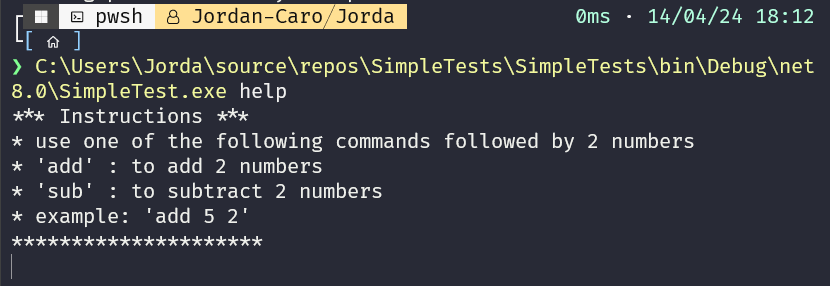 pwsh Jordan-Caro/Jorda 0ms · 14/04/24 18:12
[ ]
❯ C:\Users\Jorda\source\repos\SimpleTests\SimpleTests\bin\Debug\net
8.0\SimpleTest.exe help
*** Instructions ***
* use one of the following commands followed by 2 numbers
* 'add' : to add 2 numbers
* 'sub' : to subtract 2 numbers
* example: 'add 5 2'
*********************